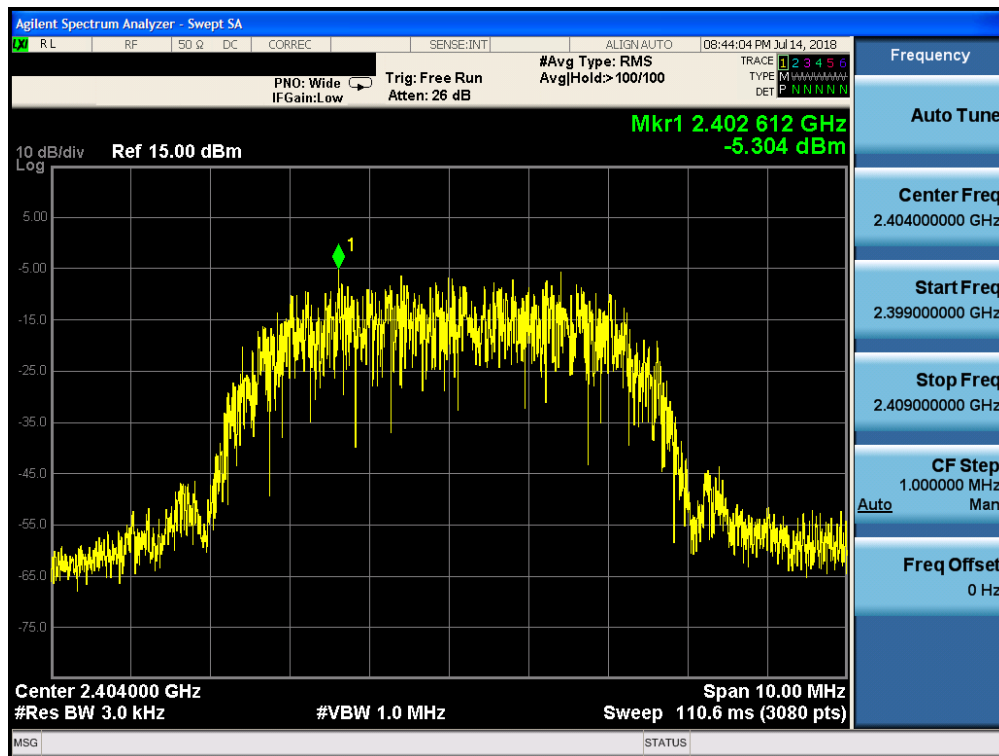 Agilent Spectrum Analyzer - Swept SA
LXI RL RF 50 Ω DC CORREC SENSE:INT ALIGN AUTO 08:44:04 PM Jul 14, 2018
PNO: Wide
IFGain:Low
Trig: Free Run
Atten: 26 dB
#Avg Type: RMS
Avg|Hold:>100/100
TRACE 1 2 3 4 5 6
TYPE M
DET P N N N N N
Mkr1 2.402 612 GHz
-5.304 dBm
10 dB/div Ref 15.00 dBm
Log
5.00
-5.00
-15.0
-25.0
-35.0
-45.0
-55.0
-65.0
-75.0
1
Center 2.404000 GHz Span 10.00 MHz
#Res BW 3.0 kHz #VBW 1.0 MHz Sweep 110.6 ms (3080 pts)
MSG STATUS
Frequency
Auto Tune
Center Freq
2.404000000 GHz
Start Freq
2.399000000 GHz
Stop Freq
2.409000000 GHz
CF Step
1.000000 MHz
Auto Man
Freq Offset
0 Hz